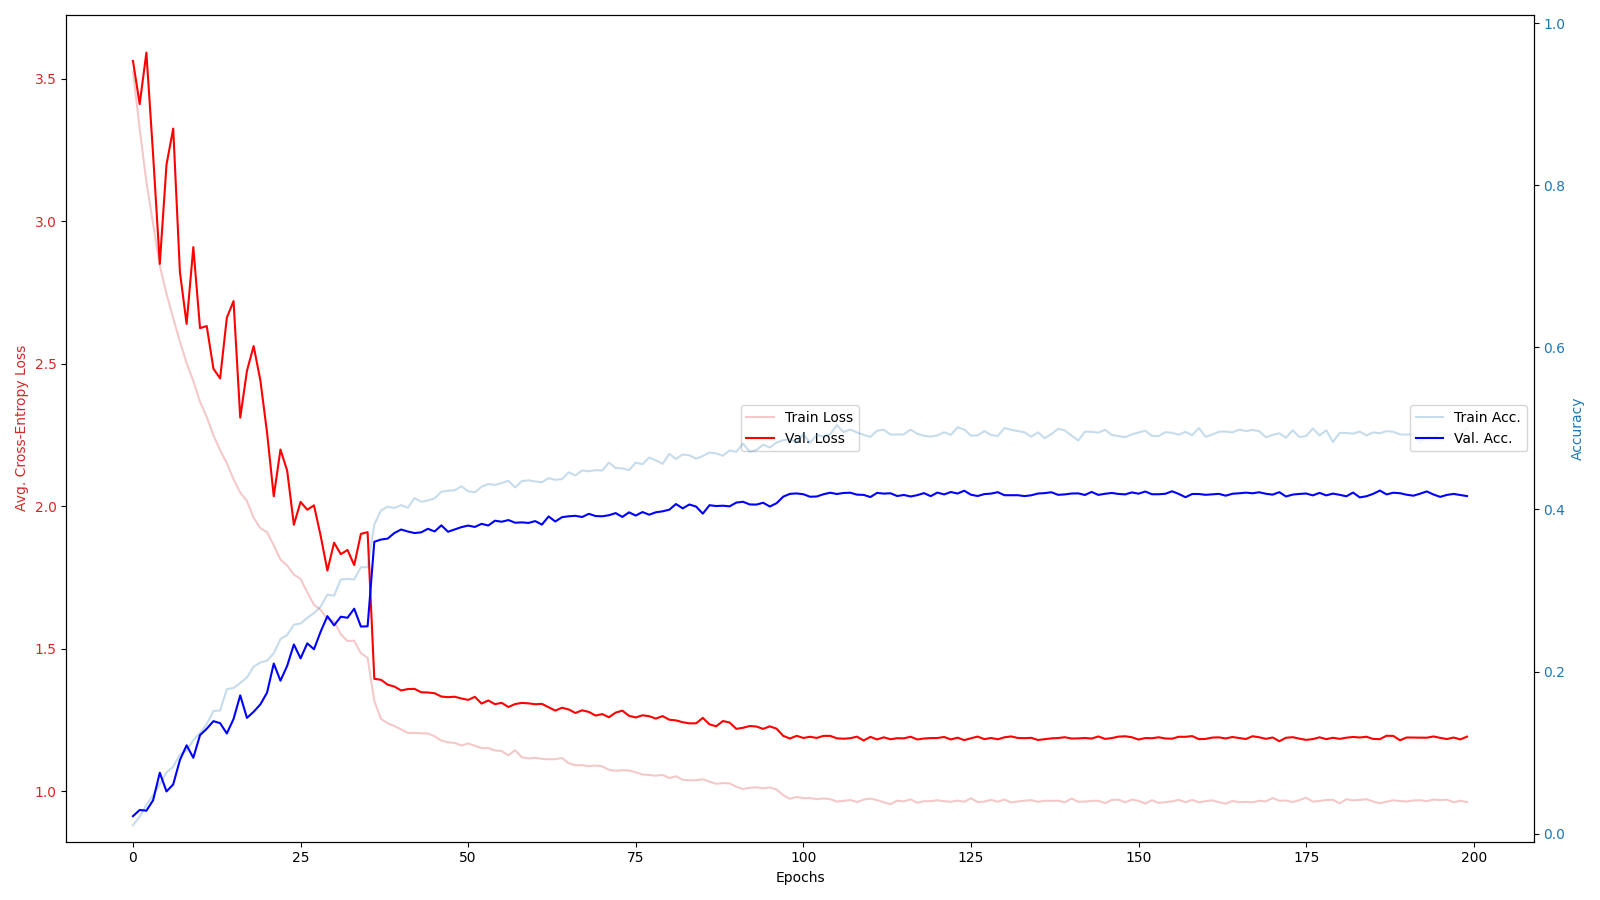 3.5
3.0
2.5
2.0
1.5
1.0
Avg. Cross-Entropy Loss
Train Loss
Val. Loss
Train Acc.
Val. Acc.
1.0
0.8
0.6
0.4
0.2
0.0
Accuracy
0 25 50 75 100 125 150 175 200
Epochs